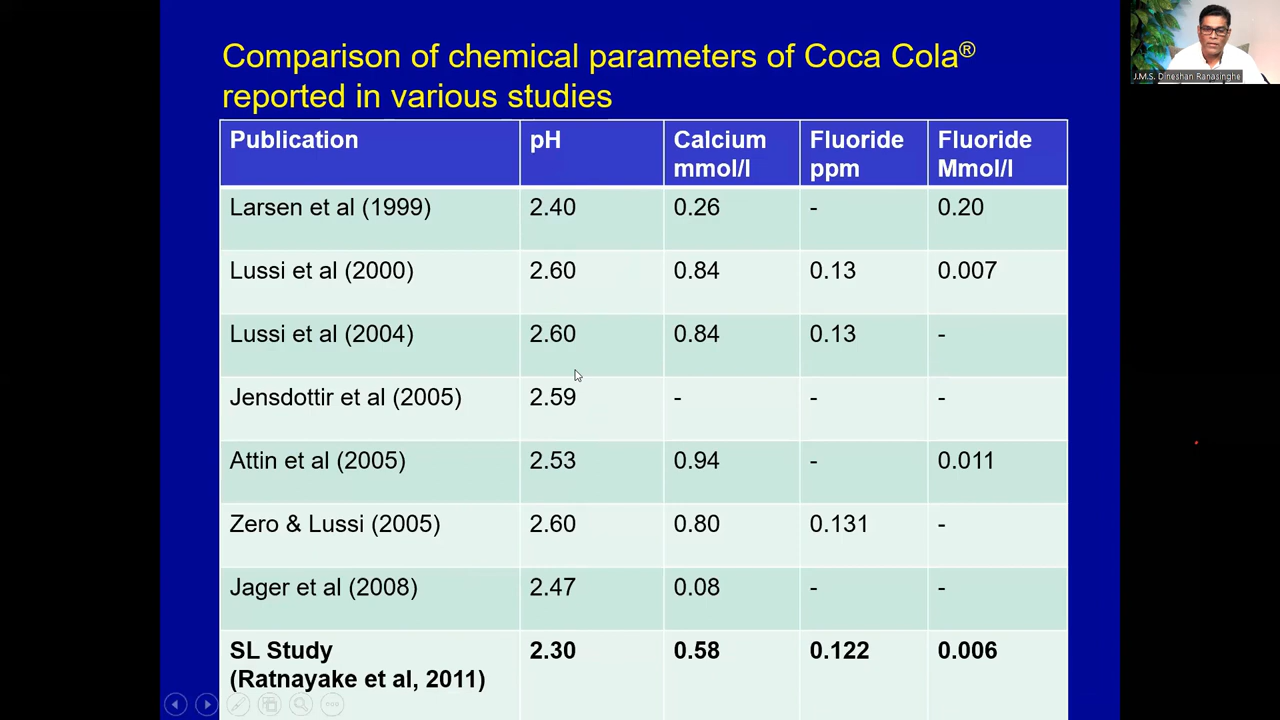 Comparison of chemical parameters of Coca Cola®
reported in various studies
Publication pH Calcium mmol/l Fluoride ppm Fluoride Mmol/l
Larsen et al (1999) 2.40 0.26 - 0.20
Lussi et al (2000) 2.60 0.84 0.13 0.007
Lussi et al (2004) 2.60 0.84 0.13 -
Jensdottir et al (2005) 2.59 - - -
Attin et al (2005) 2.53 0.94 - 0.011
Zero & Lussi (2005) 2.60 0.80 0.131 -
Jager et al (2008) 2.47 0.08 - -
SL Study 2.30 0.58 0.122 0.006
(Ratnayake et al, 2011)
J.M.S. Dineshan Ranasinghe